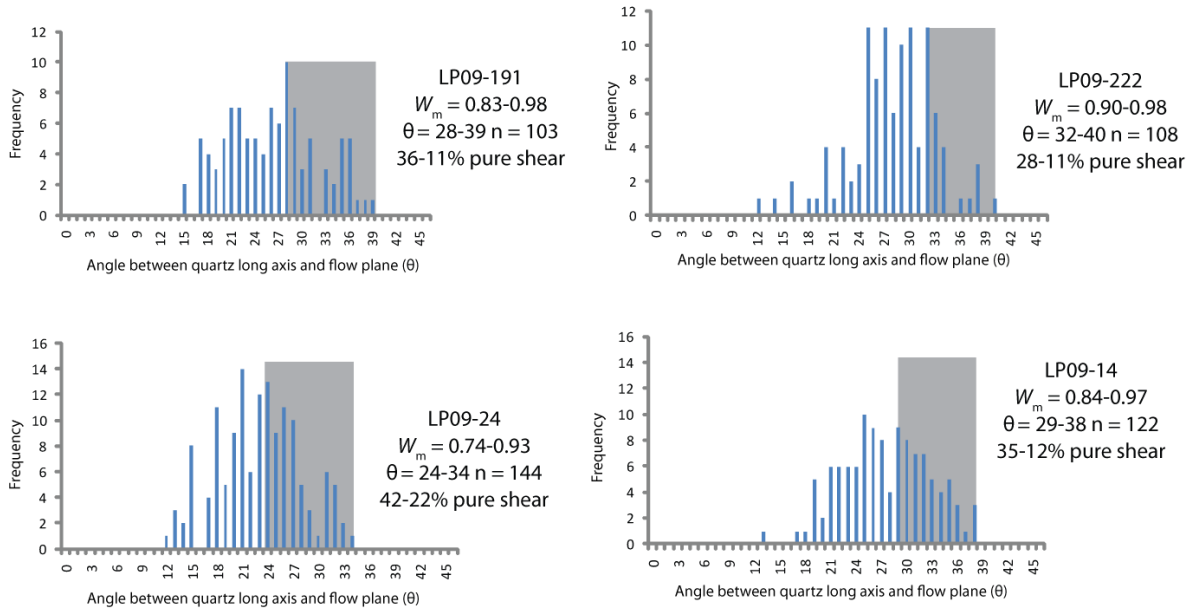 12
10
8
6
4
2
0
Frequency
0 3 6 9 12 15 18 21 24 27 30 33 36 39 42 45
Angle between quartz long axis and flow plane (θ)
LP09-191
Wm = 0.83-0.98
θ = 28-39 n = 103
36-11% pure shear
12
10
8
6
4
2
0
Frequency
0 3 6 9 12 15 18 21 24 27 30 33 36 39 42 45
Angle between quartz long axis and flow plane (θ)
LP09-222
Wm = 0.90-0.98
θ = 32-40 n = 108
28-11% pure shear
16
14
12
10
8
6
4
2
0
Frequency
0 3 6 9 12 15 18 21 24 27 30 33 36 39 42 45
Angle between quartz long axis and flow plane (θ)
LP09-24
Wm = 0.74-0.93
θ = 24-34 n = 144
42-22% pure shear
16
14
12
10
8
6
4
2
0
Frequency
0 3 6 9 12 15 18 21 24 27 30 33 36 39 42 45
Angle between quartz long axis and flow plane (θ)
LP09-14
Wm = 0.84-0.97
θ = 29-38 n = 122
35-12% pure shear